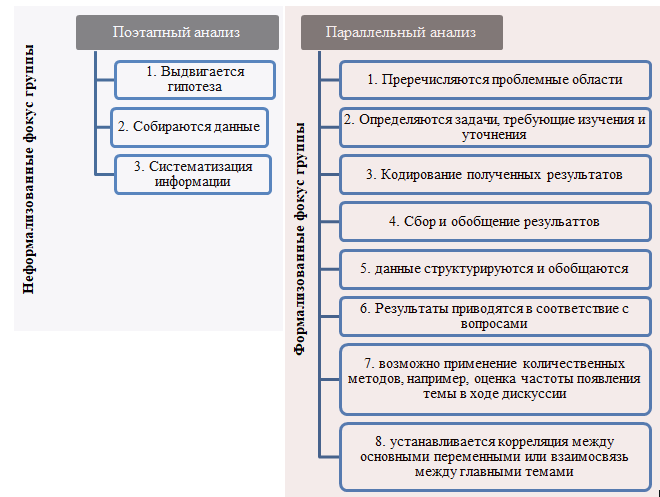 Неформализованные фокус группы
Поэтапный анализ
1. Выдвигается
гипотеза
2. Собираются данные
3. Систематизация
информации
Формализованные фокус группы
Параллельный анализ
1. Преречисляются проблемные области
2. Определяются задачи, требующие изучения и
уточнения
3. Кодирование полученных результатов
4. Сбор и обобщение резульаттов
5. данные структурируются и обобщаются
6. Результаты приводятся в соответствие с
вопросами
7. возможно применение количественных
методов, например, оценка частоты появления
темы в ходе дискуссии
8. устанавливается корреляция между
основными переменными или взаимосвязь
между главными темами